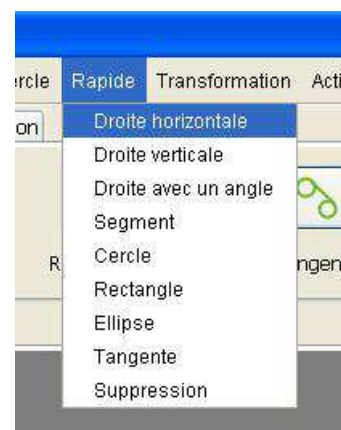 ercle Rapide Transformation Acti
on
Droite horizontale
Droite verticale
Droite avec un angle
Segment
Cercle
R ngen
Rectangle
Ellipse
Tangente
Suppression